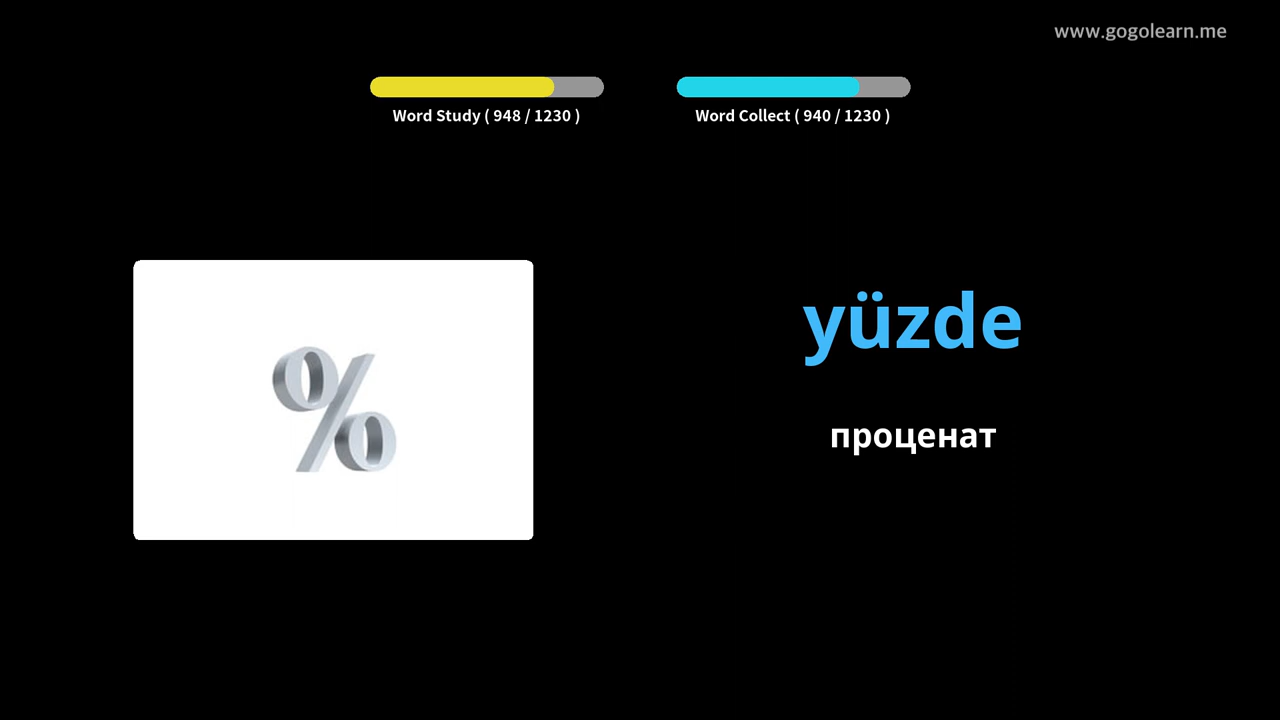 www.gogolearn.me
Word Study ( 948 / 1230 )
Word Collect ( 940 / 1230 )
%
yüzde
проценат